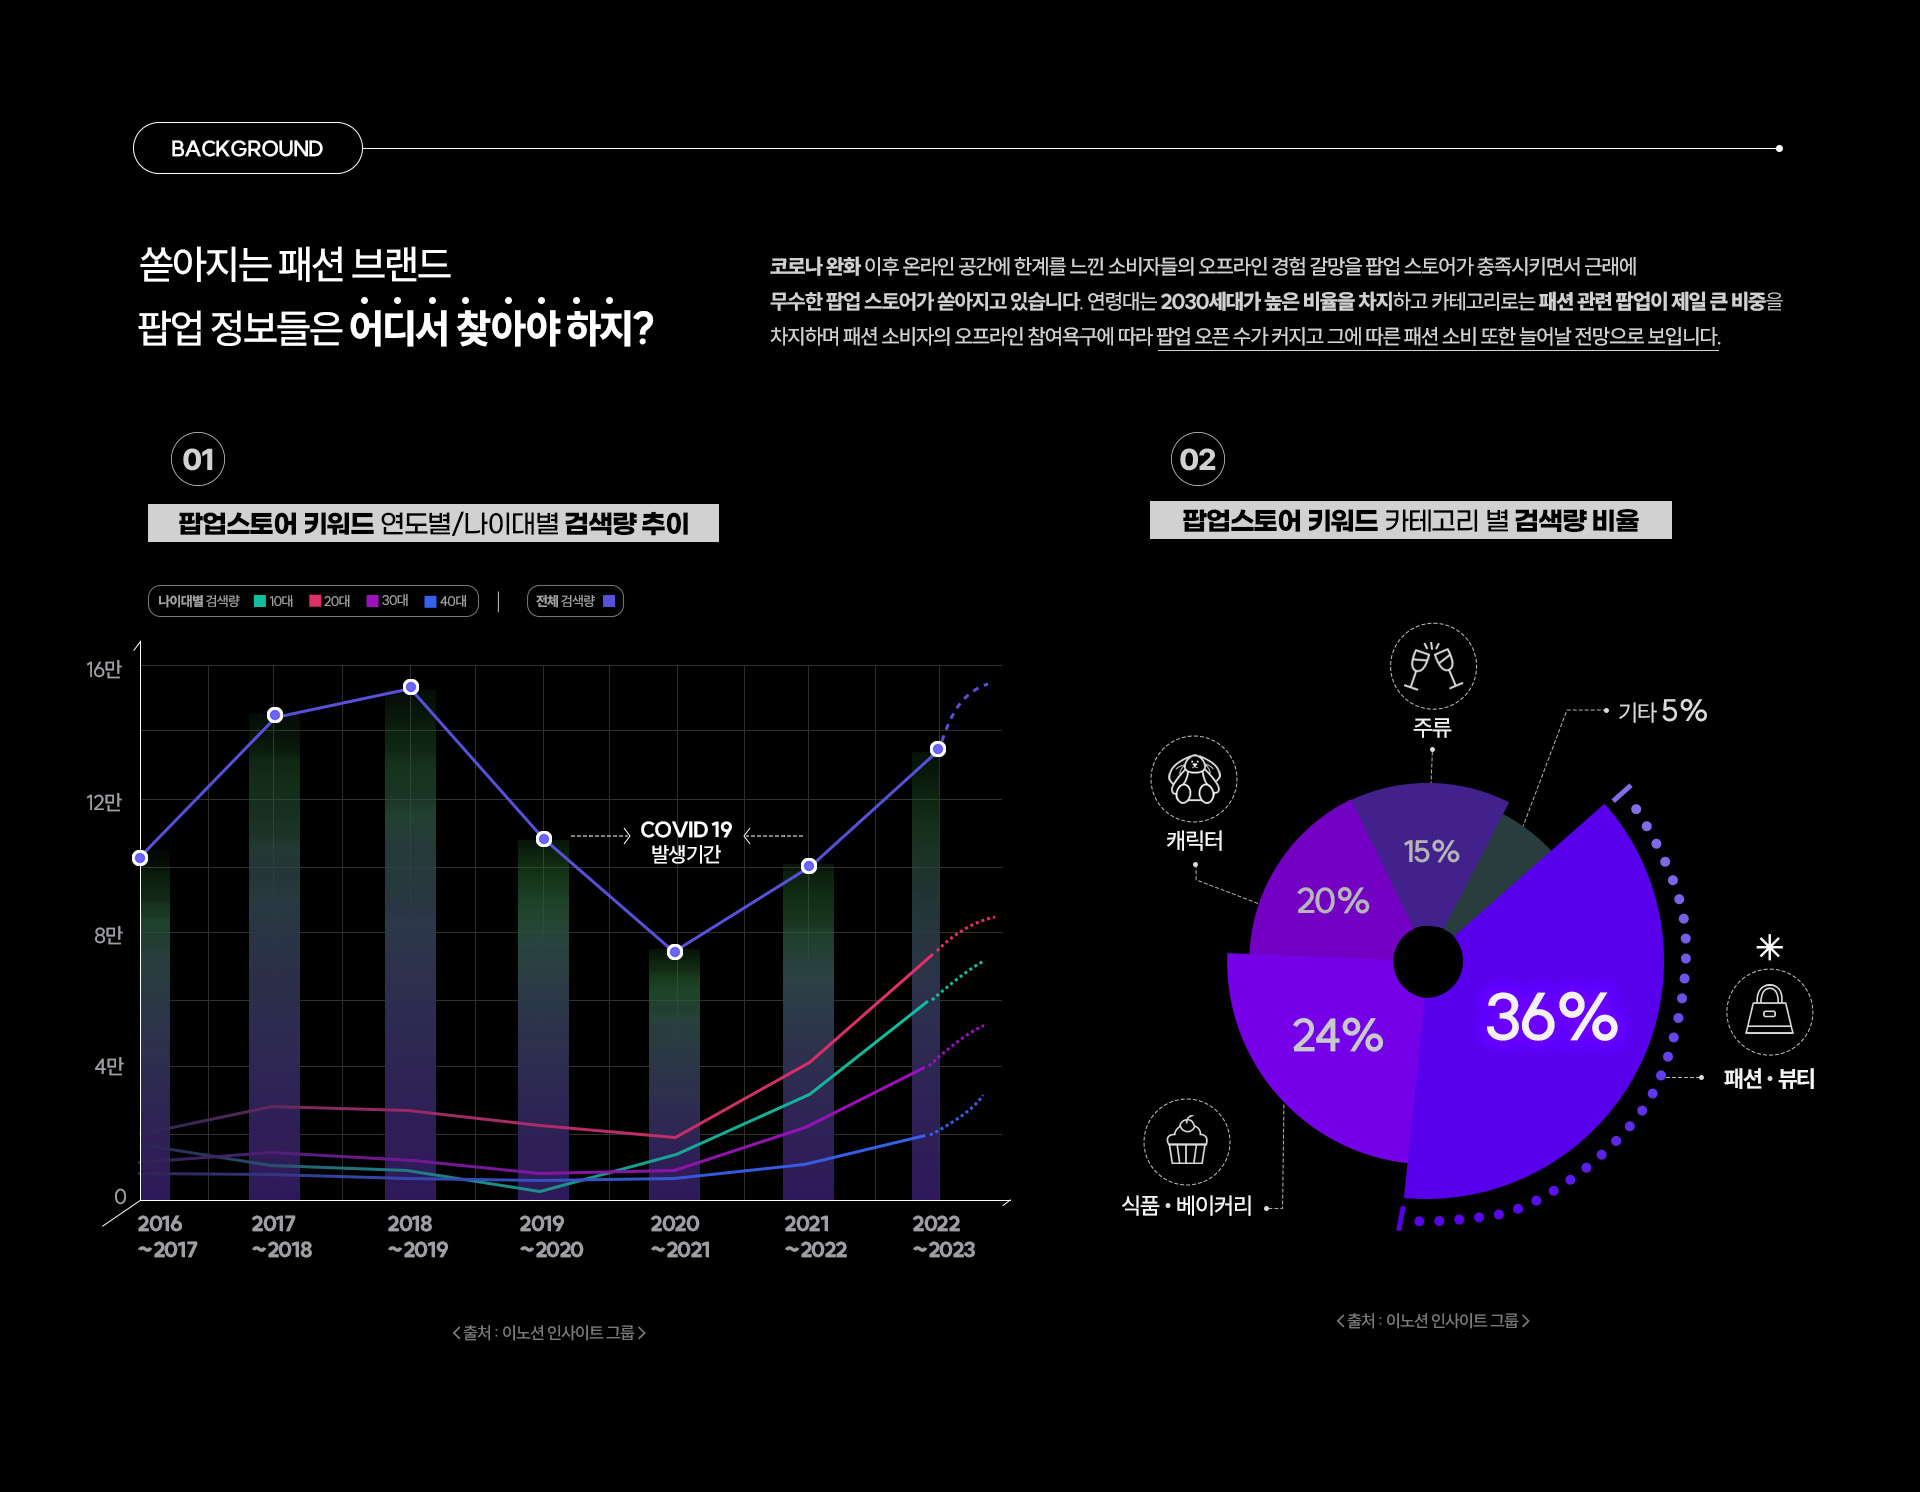 BACKGROUND
쏟아지는 패션 브랜드
팝업 정보들은 어디서 찾아야 하지?
코로나 완화 이후 온라인 공간에 한계를 느낀 소비자들의 오프라인 경험 갈망을 팝업 스토어가 충족시키면서 근래에
무수한 팝업 스토어가 쏟아지고 있습니다. 연령대는 2030세대가 높은 비율을 차지하고 카테고리로는 패션 관련 팝업이 제일 큰 비중을
차지하며 패션 소비자의 오프라인 참여욕구에 따라 팝업 오픈 수가 커지고 그에 따른 패션 소비 또한 늘어날 전망으로 보입니다.
01
팝업스토어 키워드 연도별/나이대별 검색량 추이
나이대별 검색량 10대 20대 30대 40대
전체 검색량
16만
12만
8만
4만
0
COVID 19
발생기간
2016
~2017
2017
~2018
2018
~2019
2019
~2020
2020
~2021
2021
~2022
2022
~2023
<출처 : 이노션 인사이트 그룹>
02
팝업스토어 키워드 카테고리 별 검색량 비율
주류
기타 5%
캐릭터
15%
20%
36%
24%
패션 · 뷰티
식품 · 베이커리
<출처 : 이노션 인사이트 그룹>